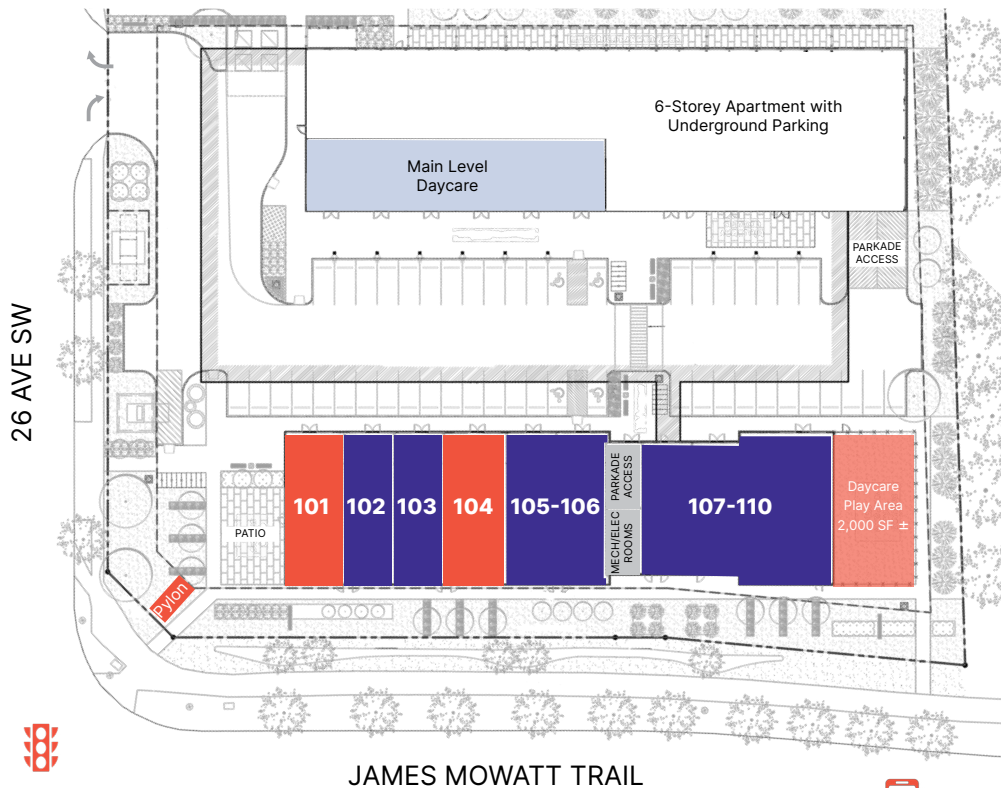 6-Storey Apartment with
Underground Parking
Main Level
Daycare
PARKADE
ACCESS
26 AVE SW
101
102
103
104
105-106
PARKADE
ACCESS
MECH/ELEC
ROOMS
107-110
Daycare
Play Area
2,000 SF ±
PATIO
Pylon
JAMES MOWATT TRAIL